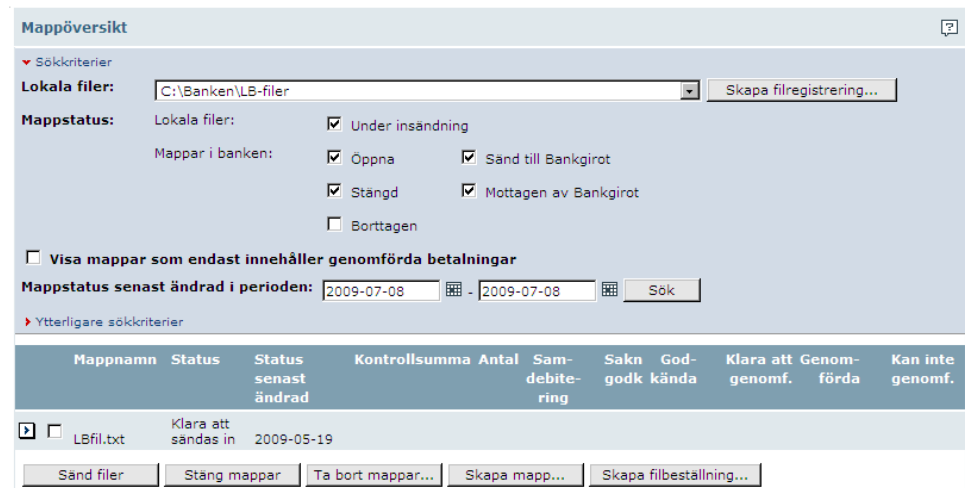 Mappöversikt
Sökkriterier
Lokala filer: C:\Banken\LB-filer Skapa filregistrering...
Mappstatus: Lokala filer: Under insändning
Mappar i banken: Öppna Sänd till Bankgirot
Stängd Mottagen av Bankgirot
Borttagen
Visa mappar som endast innehåller genomförda betalningar
Mappstatus senast ändrad i perioden: 2009-07-08 - 2009-07-08 Sök
Ytterligare sökkriterier
Mappnamn Status Status Kontrollsumma Antal Sam- Sakn God- Klara att Genom- Kan inte
senast debite- godk kända genomf. förda genomf.
ändrad ring
Klara att
LBfil.txt sändas in 2009-05-19
Sänd filer Stäng mappar Ta bort mappar... Skapa mapp... Skapa filbeställning...